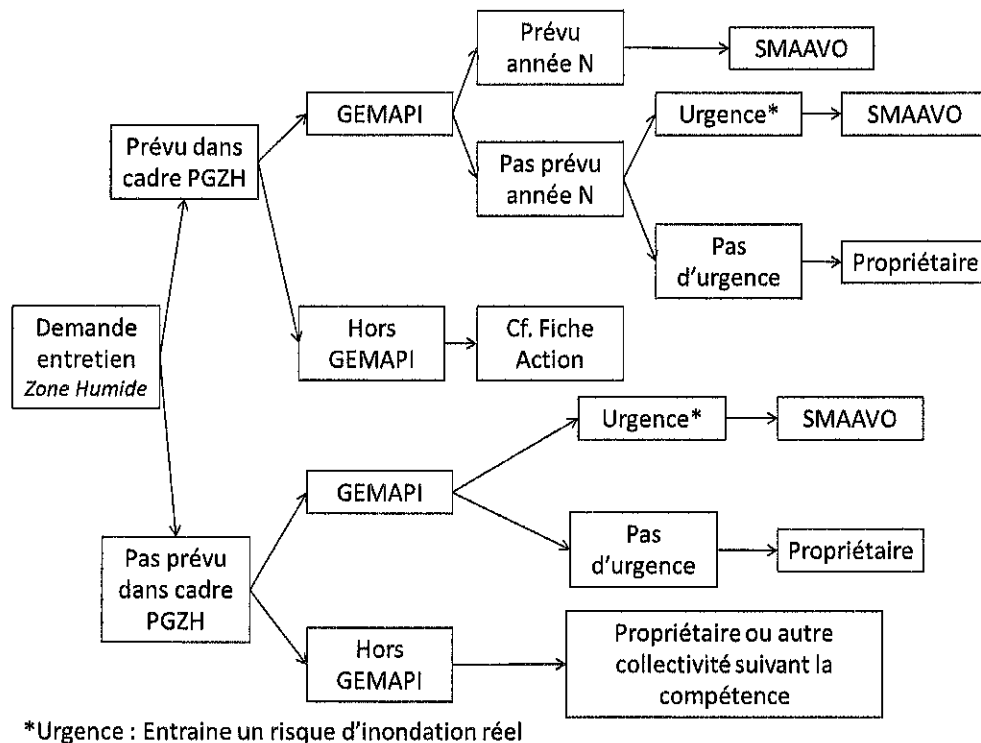 Prévu
année N
SMAAVO
GEMAPI
Urgence*
SMAAVO
Prévu dans
cadre PGZH
Pas prévu
année N
Pas
d'urgence
Propriétaire
Demande
entretien
Zone Humide
Hors
GEMAPI
Cf. Fiche
Action
Urgence*
SMAAVO
GEMAPI
Pas prévu
dans cadre
PGZH
Pas
d'urgence
Propriétaire
Hors
GEMAPI
Propriétaire ou autre
collectivité suivant la
compétence
*Urgence : Entraine un risque d'inondation réel